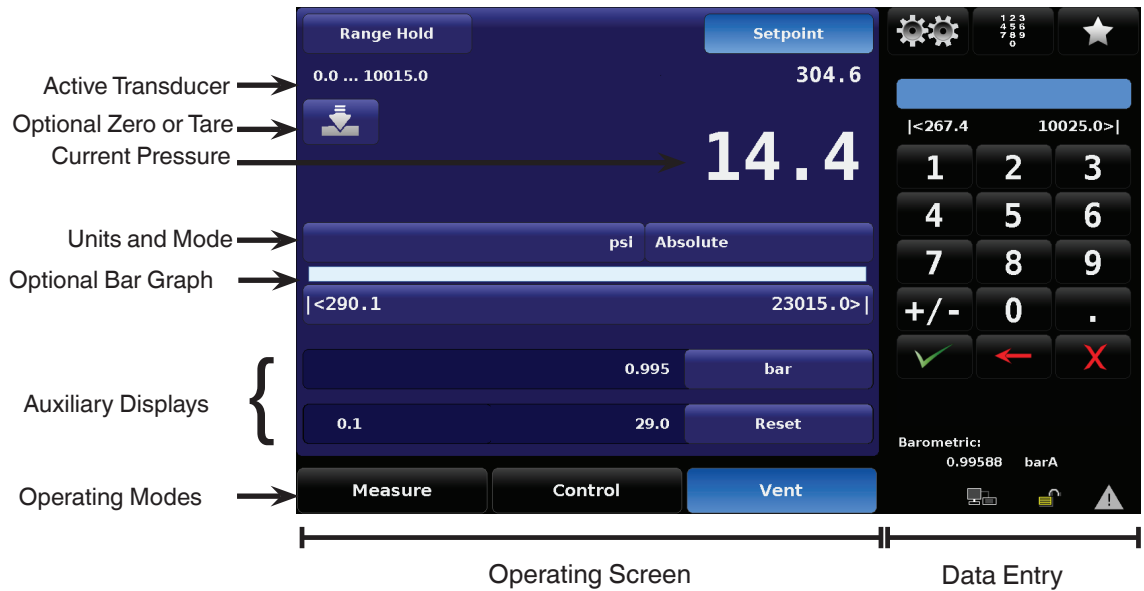 Range Hold
Setpoint
1 2 3
4 5 6
7 8 9
0
Active Transducer
0.0 ... 10015.0
304.6
Optional Zero or Tare
Current Pressure
14.4
|<267.4 10025.0>|
1 2 3
4 5 6
7 8 9
+/- 0 .
Units and Mode
psi Absolute
Optional Bar Graph
|<290.1 23015.0>|
Auxiliary Displays
0.995 bar
0.1 29.0 Reset
Barometric:
0.99588 barA
Operating Modes
Measure Control Vent
Operating Screen
Data Entry